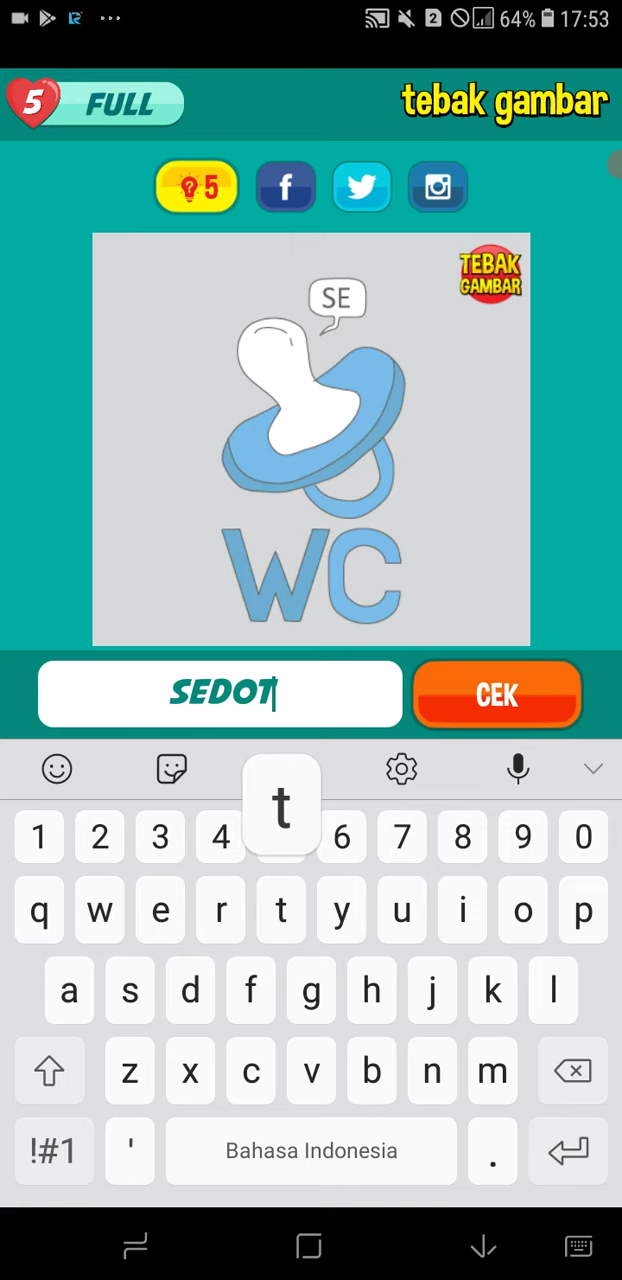 64% 17:53
5 FULL
tebak gambar
5 f
TEBAK
GAMBAR
SE
WC
SEDOT CEK
t
1 2 3 4 6 7 8 9 0
q w e r t y u i o p
a s d f g h j k l
z x c v b n m
!#1 ' Bahasa Indonesia .